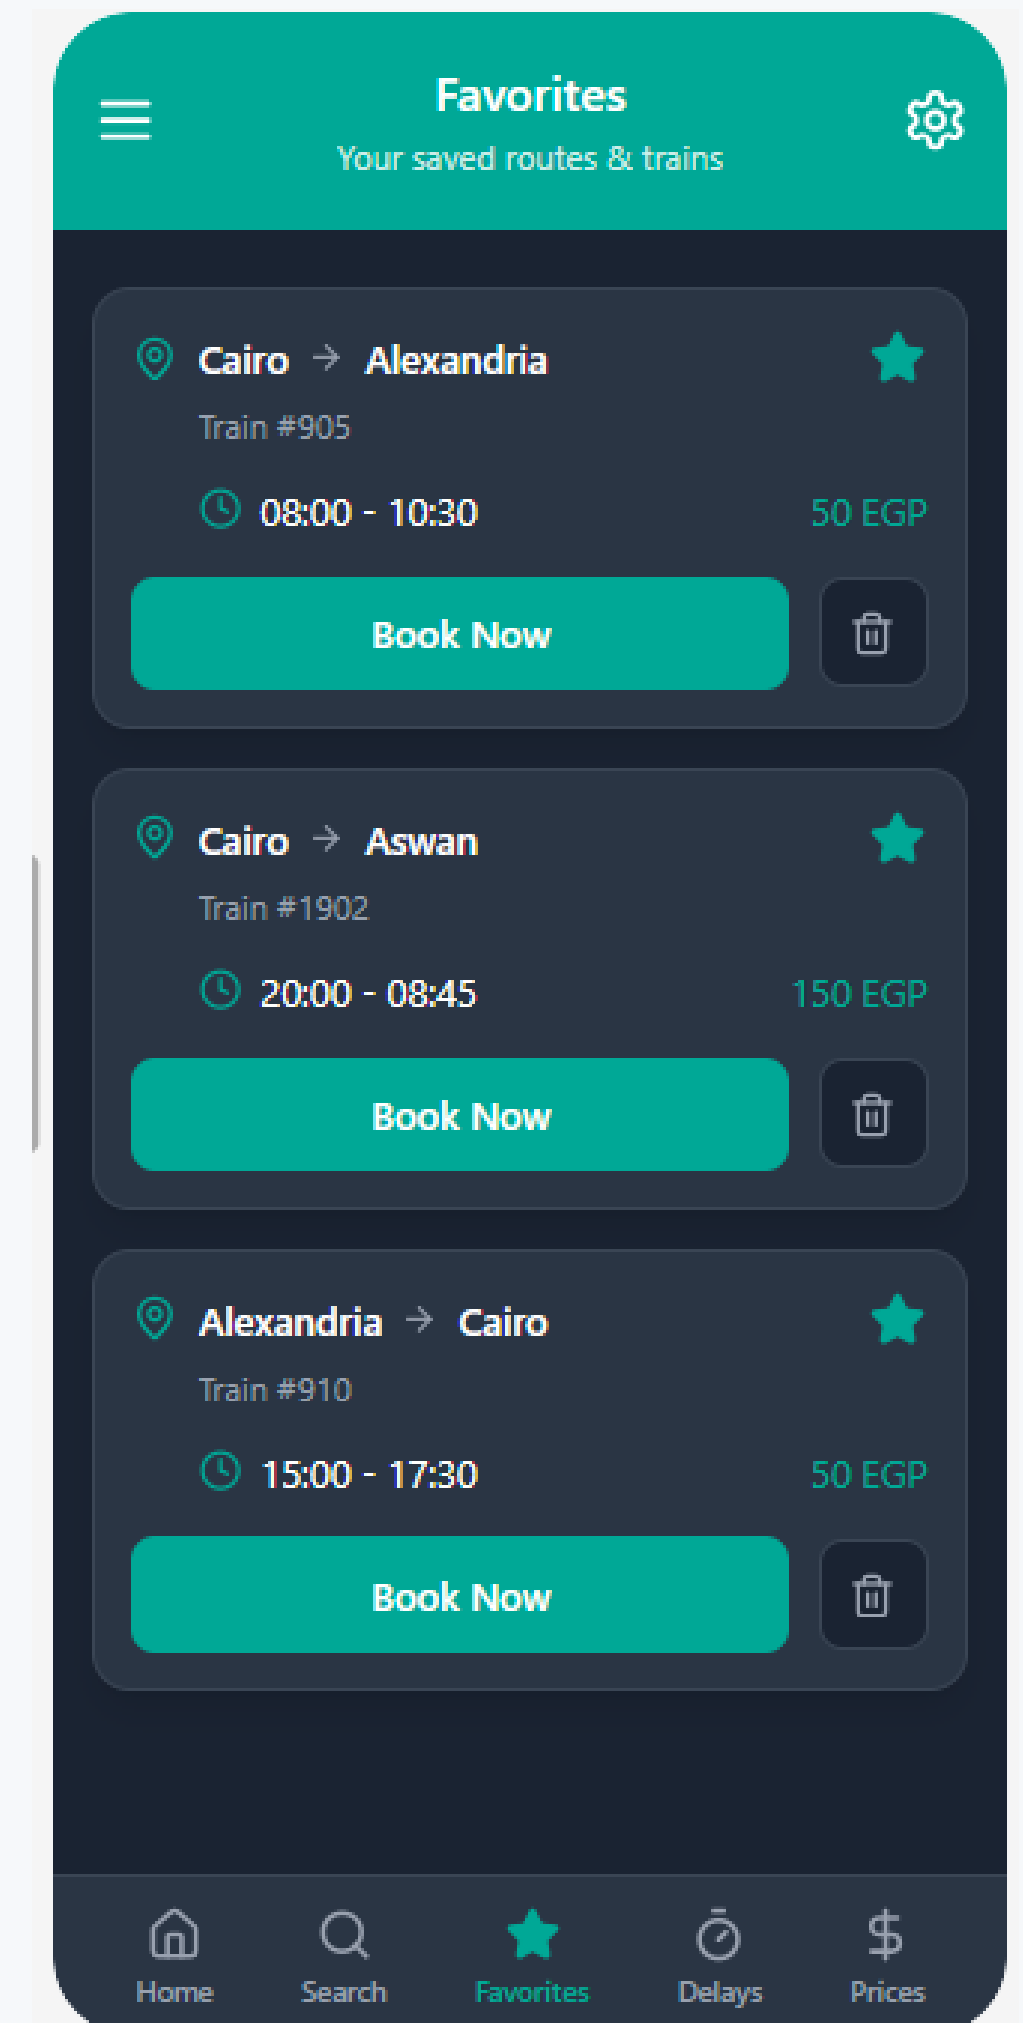 Favorites
Your saved routes & trains
Cairo → Alexandria
Train #905
08:00 - 10:30 50 EGP
Book Now
Cairo → Aswan
Train #1902
20:00 - 08:45 150 EGP
Book Now
Alexandria → Cairo
Train #910
15:00 - 17:30 50 EGP
Book Now
Home Search Favorites Delays Prices